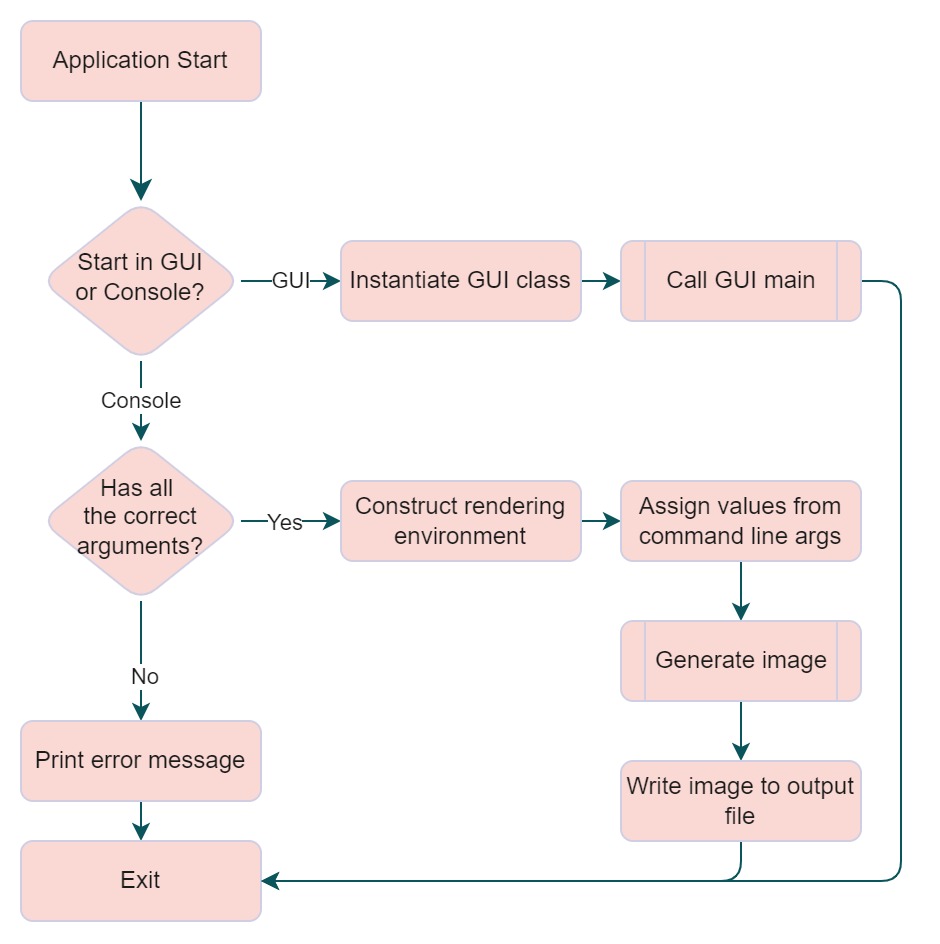 Application Start
Start in GUI
or Console?
GUI
Instantiate GUI class
Call GUI main
Console
Has all
the correct
arguments?
Yes
Construct rendering
environment
Assign values from
command line args
Generate image
No
Print error message
Write image to output
file
Exit